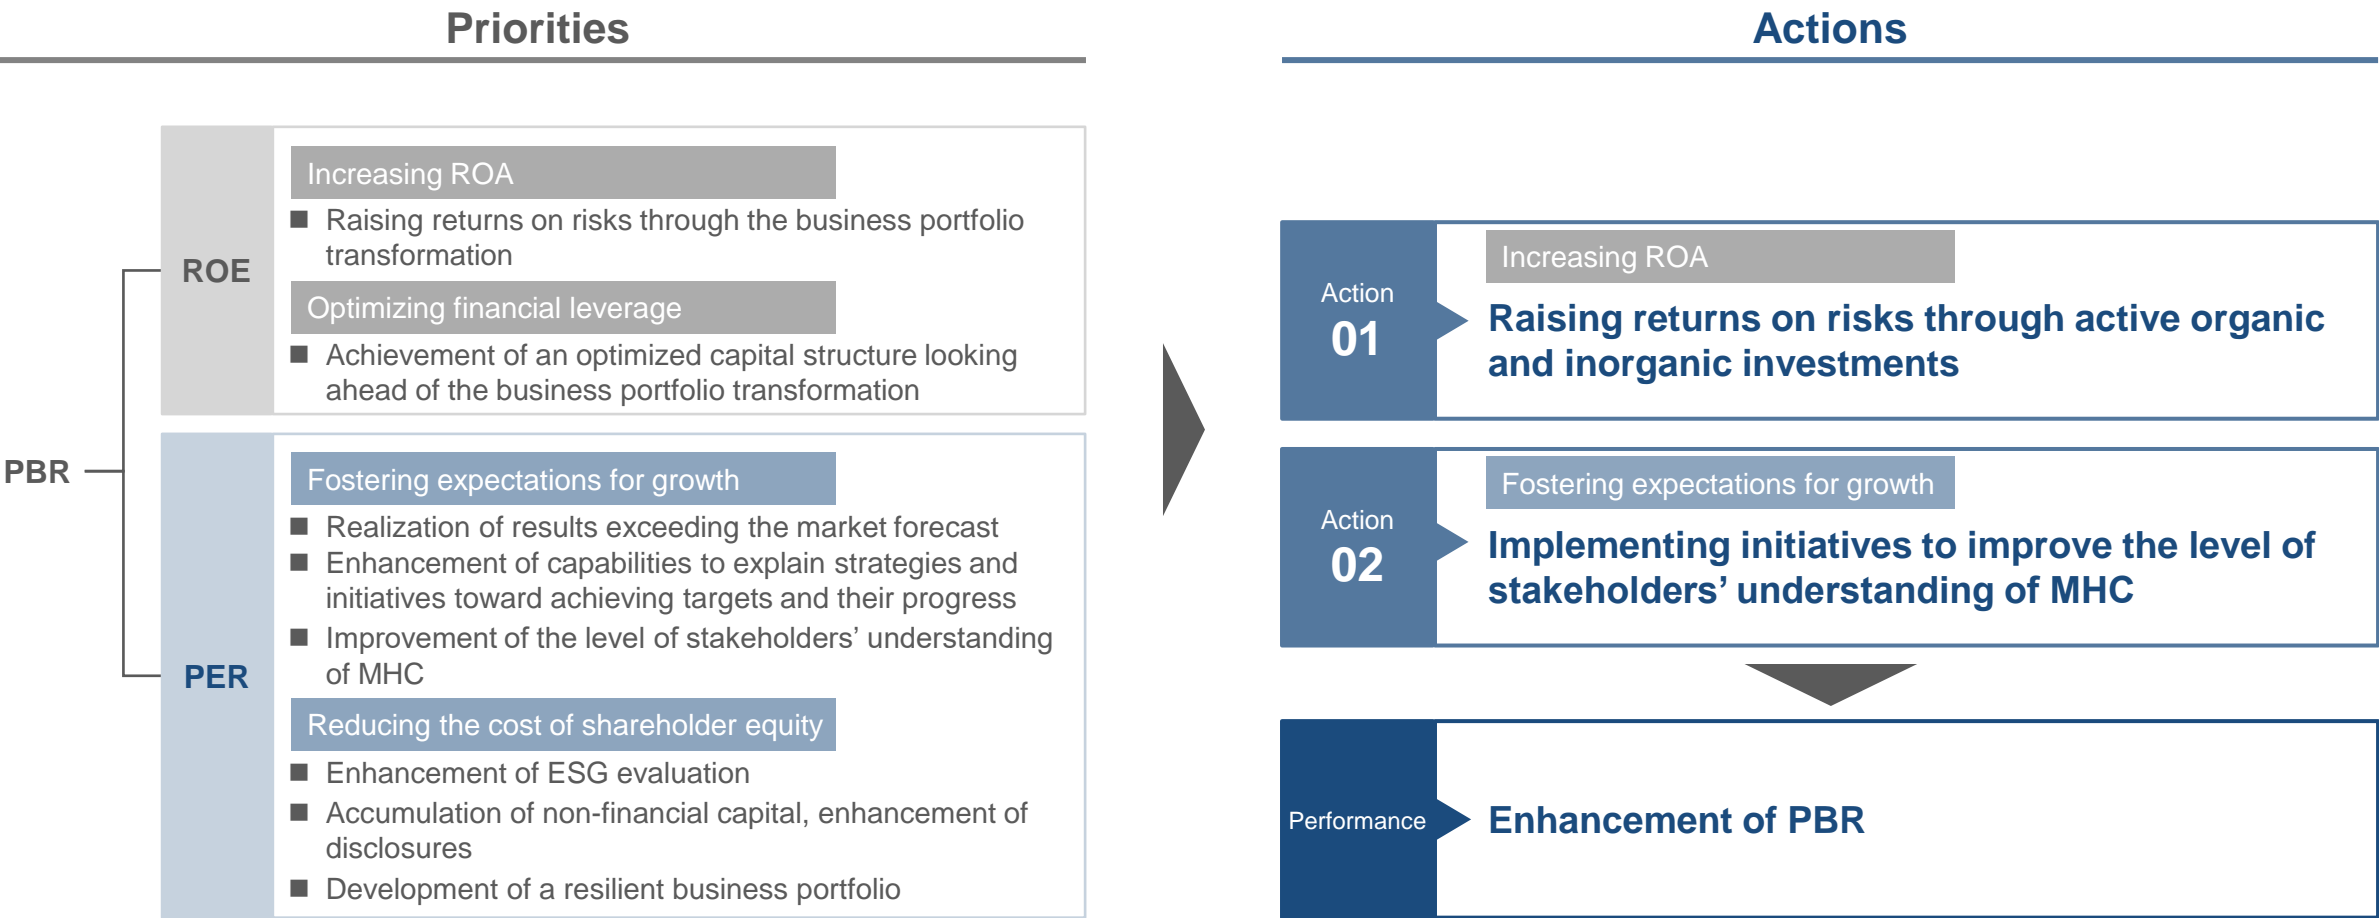 Priorities
Actions
PBR
ROE
Increasing ROA
■ Raising returns on risks through the business portfolio
transformation
Optimizing financial leverage
■ Achievement of an optimized capital structure looking
ahead of the business portfolio transformation
PER
Fostering expectations for growth
■ Realization of results exceeding the market forecast
■ Enhancement of capabilities to explain strategies and
initiatives toward achieving targets and their progress
■ Improvement of the level of stakeholders’ understanding
of MHC
Reducing the cost of shareholder equity
■ Enhancement of ESG evaluation
■ Accumulation of non-financial capital, enhancement of
disclosures
■ Development of a resilient business portfolio
Action
01
Increasing ROA
Raising returns on risks through active organic
and inorganic investments
Action
02
Fostering expectations for growth
Implementing initiatives to improve the level of
stakeholders’ understanding of MHC
Performance
Enhancement of PBR